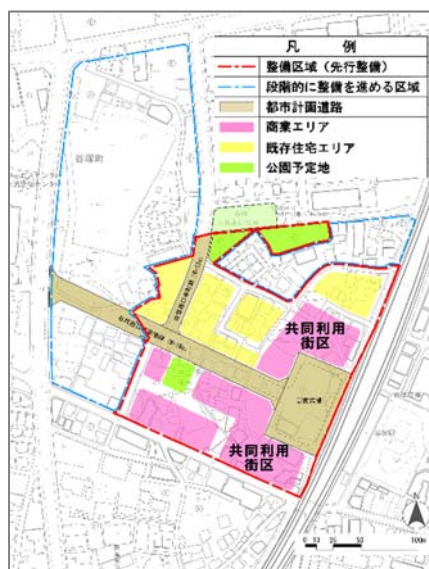 凡　例
整備区域（先行整備）
段階的に整備を進める区域
都市計画道路
商業エリア
既存住宅エリア
公園予定地
谷塚町
共同利用
街区
共同利用
街区
N
0
50
100m